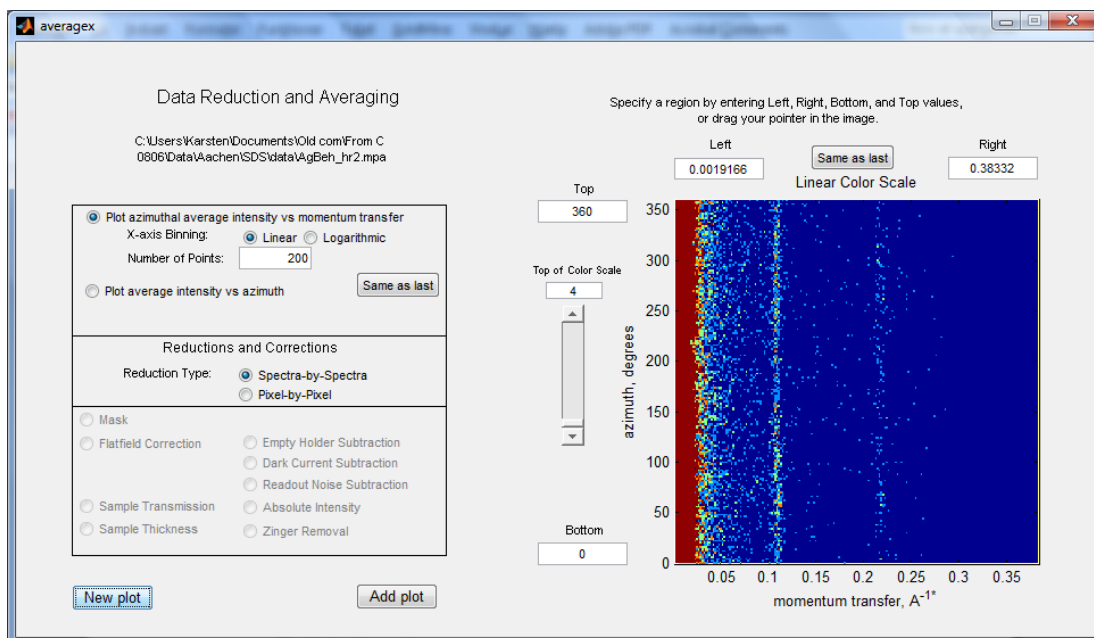 averagex
Data Reduction and Averaging
C:\Users\Karsten\Documents\Old com\From C
0806\Data\Aachen\SDS\data\AgBeh_hr2.mpa
Plot azimuthal average intensity vs momentum transfer
X-axis Binning: Linear Logarithmic
Number of Points: 200
Plot average intensity vs azimuth Same as last
Reductions and Corrections
Reduction Type: Spectra-by-Spectra
Pixel-by-Pixel
Mask
Flatfield Correction Empty Holder Subtraction
Dark Current Subtraction
Readout Noise Subtraction
Sample Transmission Absolute Intensity
Sample Thickness Zinger Removal
New plot Add plot
Specify a region by entering Left, Right, Bottom, and Top values,
or drag your pointer in the image.
Left Right
0.0019166 Same as last 0.38332
Linear Color Scale
Top
360
Top of Color Scale
4
Bottom
0
azimuth, degrees
350
300
250
200
150
100
50
0
0.05 0.1 0.15 0.2 0.25 0.3 0.35
momentum transfer, A^-1*